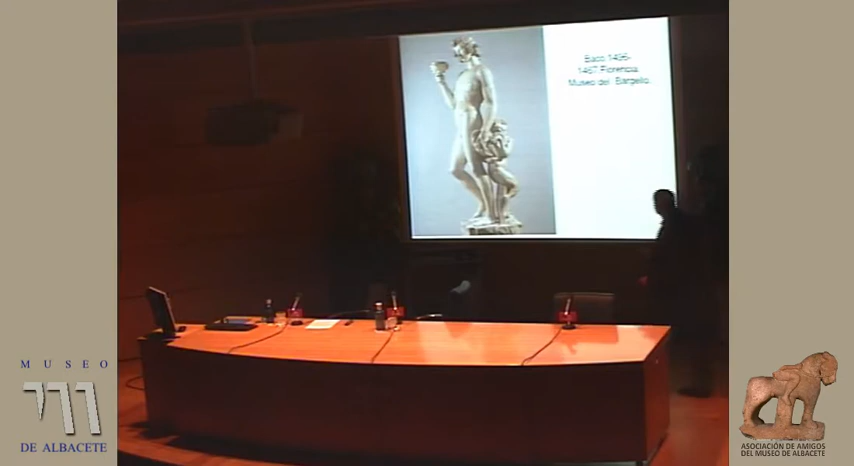 Baco 1496-
1497.Florencia.
Museo del Bargello.
MUSEO
DE ALBACETE
ASOCIACIÓN DE AMIGOS
DEL MUSEO DE ALBACETE